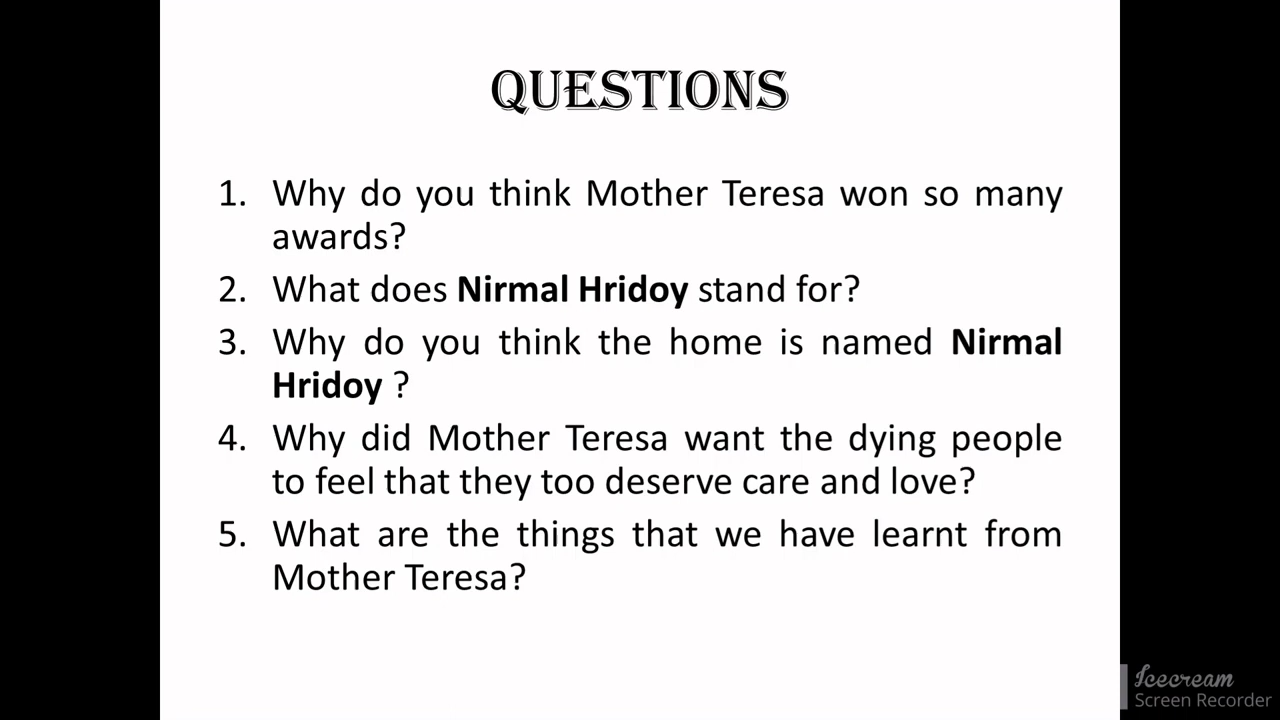 QUESTIONS
1. Why do you think Mother Teresa won so many
awards?
2. What does Nirmal Hridoy stand for?
3. Why do you think the home is named Nirmal
Hridoy ?
4. Why did Mother Teresa want the dying people
to feel that they too deserve care and love?
5. What are the things that we have learnt from
Mother Teresa?
Icecream
Screen Recorder